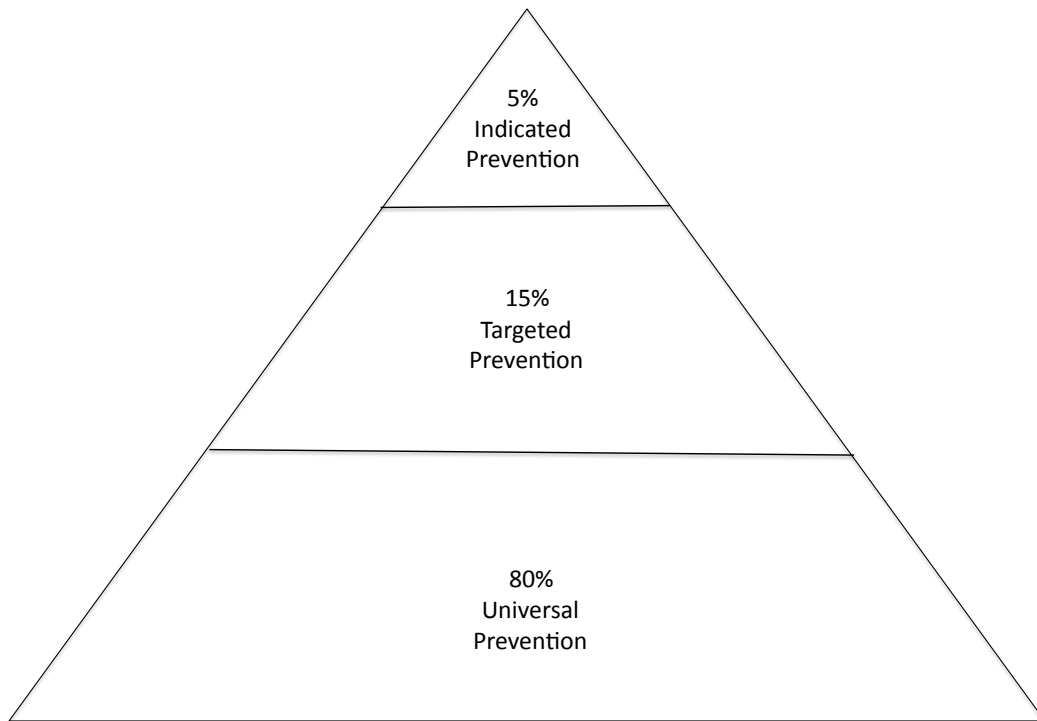 5%
Indicated
Prevention
15%
Targeted
Prevention
80%
Universal
Prevention